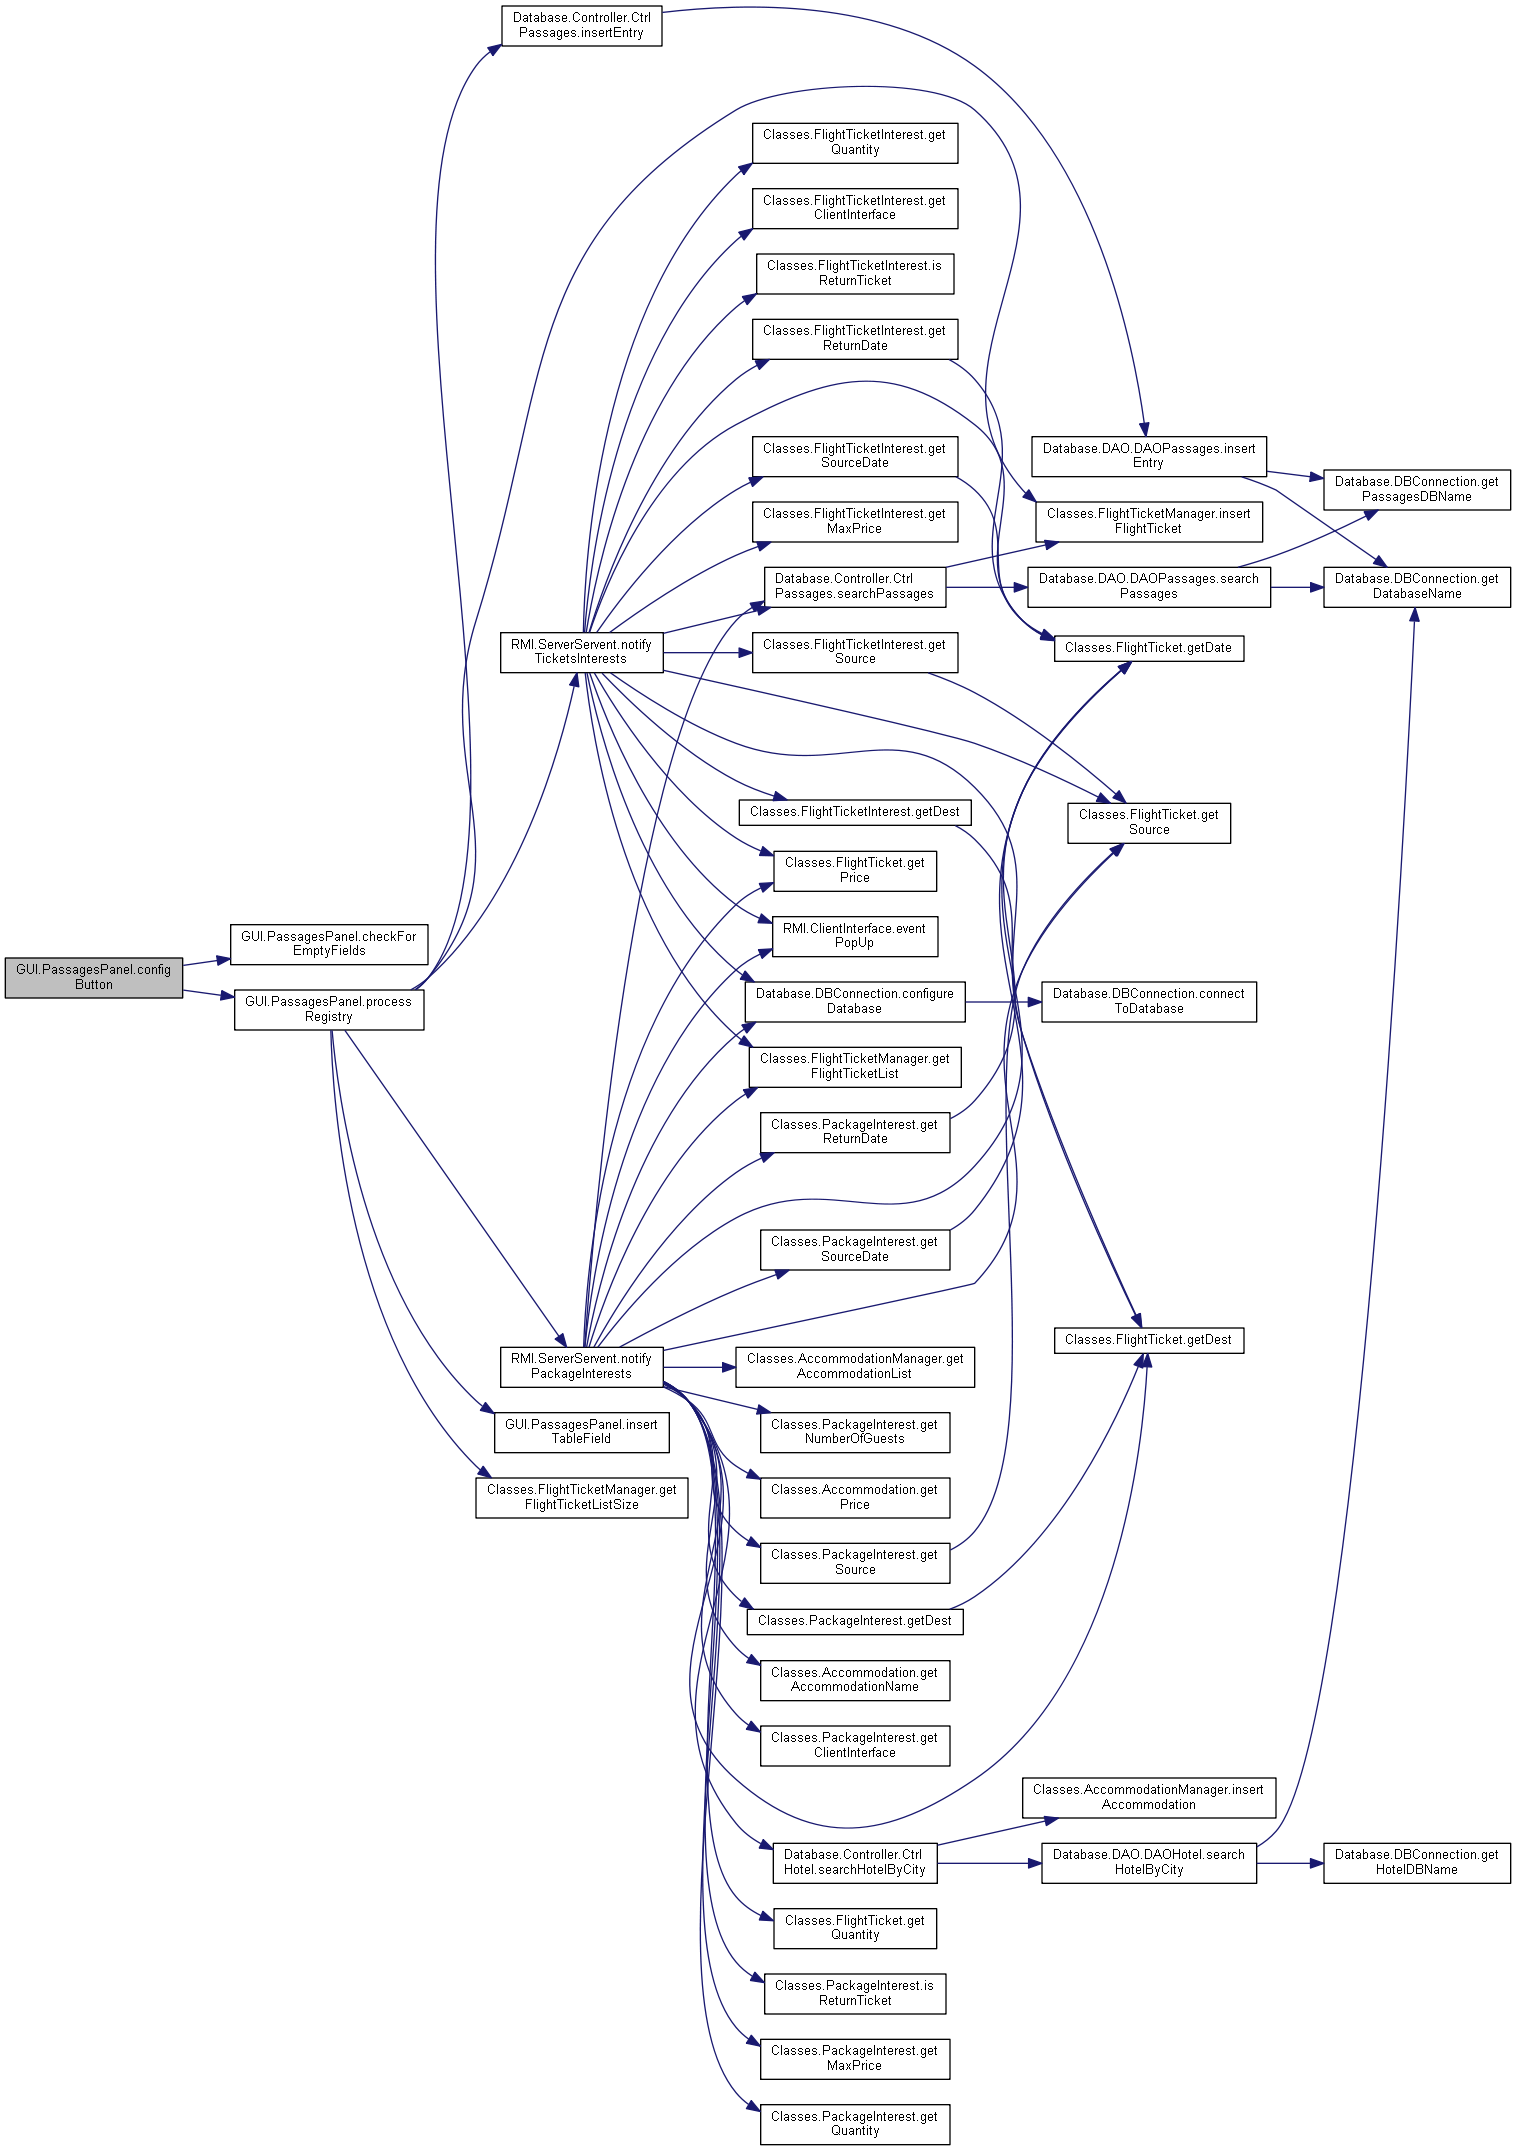 Database.Controller.Ctrl
Passages.insertEntry
Classes.FlightTicketInterest.get
Quantity
Classes.FlightTicketInterest.get
ClientInterface
Classes.FlightTicketInterest.is
ReturnTicket
Classes.FlightTicketInterest.get
ReturnDate
Classes.FlightTicketInterest.get
SourceDate
Database.DAO.DAOPassages.insert
Entry
Database.DBConnection.get
PassagesDBName
Classes.FlightTicketInterest.get
MaxPrice
Classes.FlightTicketManager.insert
FlightTicket
Database.Controller.Ctrl
Passages.searchPassages
Database.DAO.DAOPassages.search
Passages
Database.DBConnection.get
DatabaseName
RMI.ServerServent.notify
TicketsInterests
Classes.FlightTicketInterest.get
Source
Classes.FlightTicket.getDate
Classes.FlightTicketInterest.getDest
Classes.FlightTicket.get
Source
Classes.FlightTicket.get
Price
GUI.PassagesPanel.checkFor
EmptyFields
RMI.ClientInterface.event
PopUp
GUI.PassagesPanel.config
Button
GUI.PassagesPanel.process
Registry
Database.DBConnection.configure
Database
Database.DBConnection.connect
ToDatabase
Classes.FlightTicketManager.get
FlightTicketList
Classes.PackageInterest.get
ReturnDate
Classes.PackageInterest.get
SourceDate
Classes.FlightTicket.getDest
RMI.ServerServent.notify
PackageInterests
Classes.AccommodationManager.get
AccommodationList
GUI.PassagesPanel.insert
TableField
Classes.PackageInterest.get
NumberOfGuests
Classes.FlightTicketManager.get
FlightTicketListSize
Classes.Accommodation.get
Price
Classes.PackageInterest.get
Source
Classes.PackageInterest.getDest
Classes.Accommodation.get
AccommodationName
Classes.PackageInterest.get
ClientInterface
Classes.AccommodationManager.insert
Accommodation
Database.Controller.Ctrl
Hotel.searchHotelByCity
Database.DAO.DAOHotel.search
HotelByCity
Database.DBConnection.get
HotelDBName
Classes.FlightTicket.get
Quantity
Classes.PackageInterest.is
ReturnTicket
Classes.PackageInterest.get
MaxPrice
Classes.PackageInterest.get
Quantity